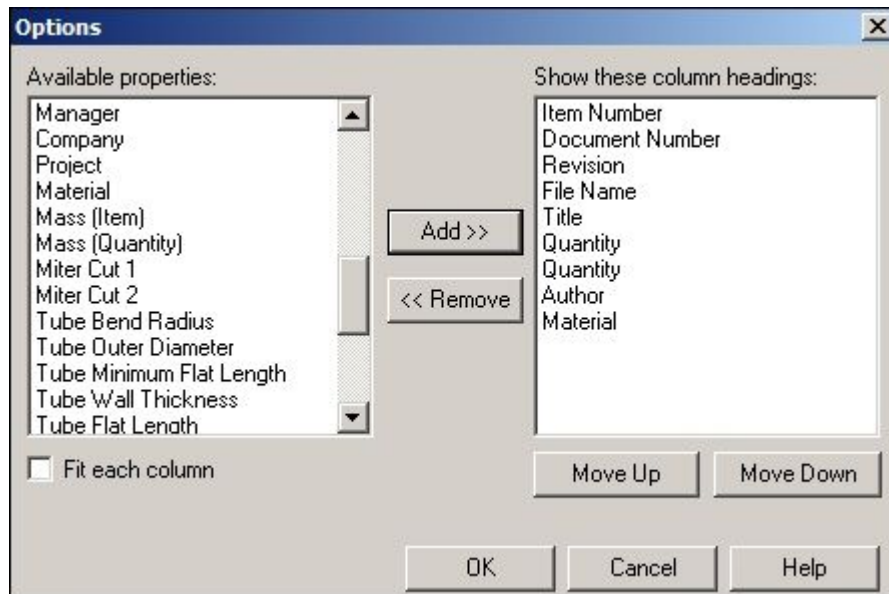 Options
Available properties:
Manager
Company
Project
Material
Mass (Item)
Mass (Quantity)
Miter Cut 1
Miter Cut 2
Tube Bend Radius
Tube Outer Diameter
Tube Minimum Flat Length
Tube Wall Thickness
Tube Flat Length
Fit each column
Add >>
<< Remove
Show these column headings:
Item Number
Document Number
Revision
File Name
Title
Quantity
Quantity
Author
Material
Move Up
Move Down
OK
Cancel
Help